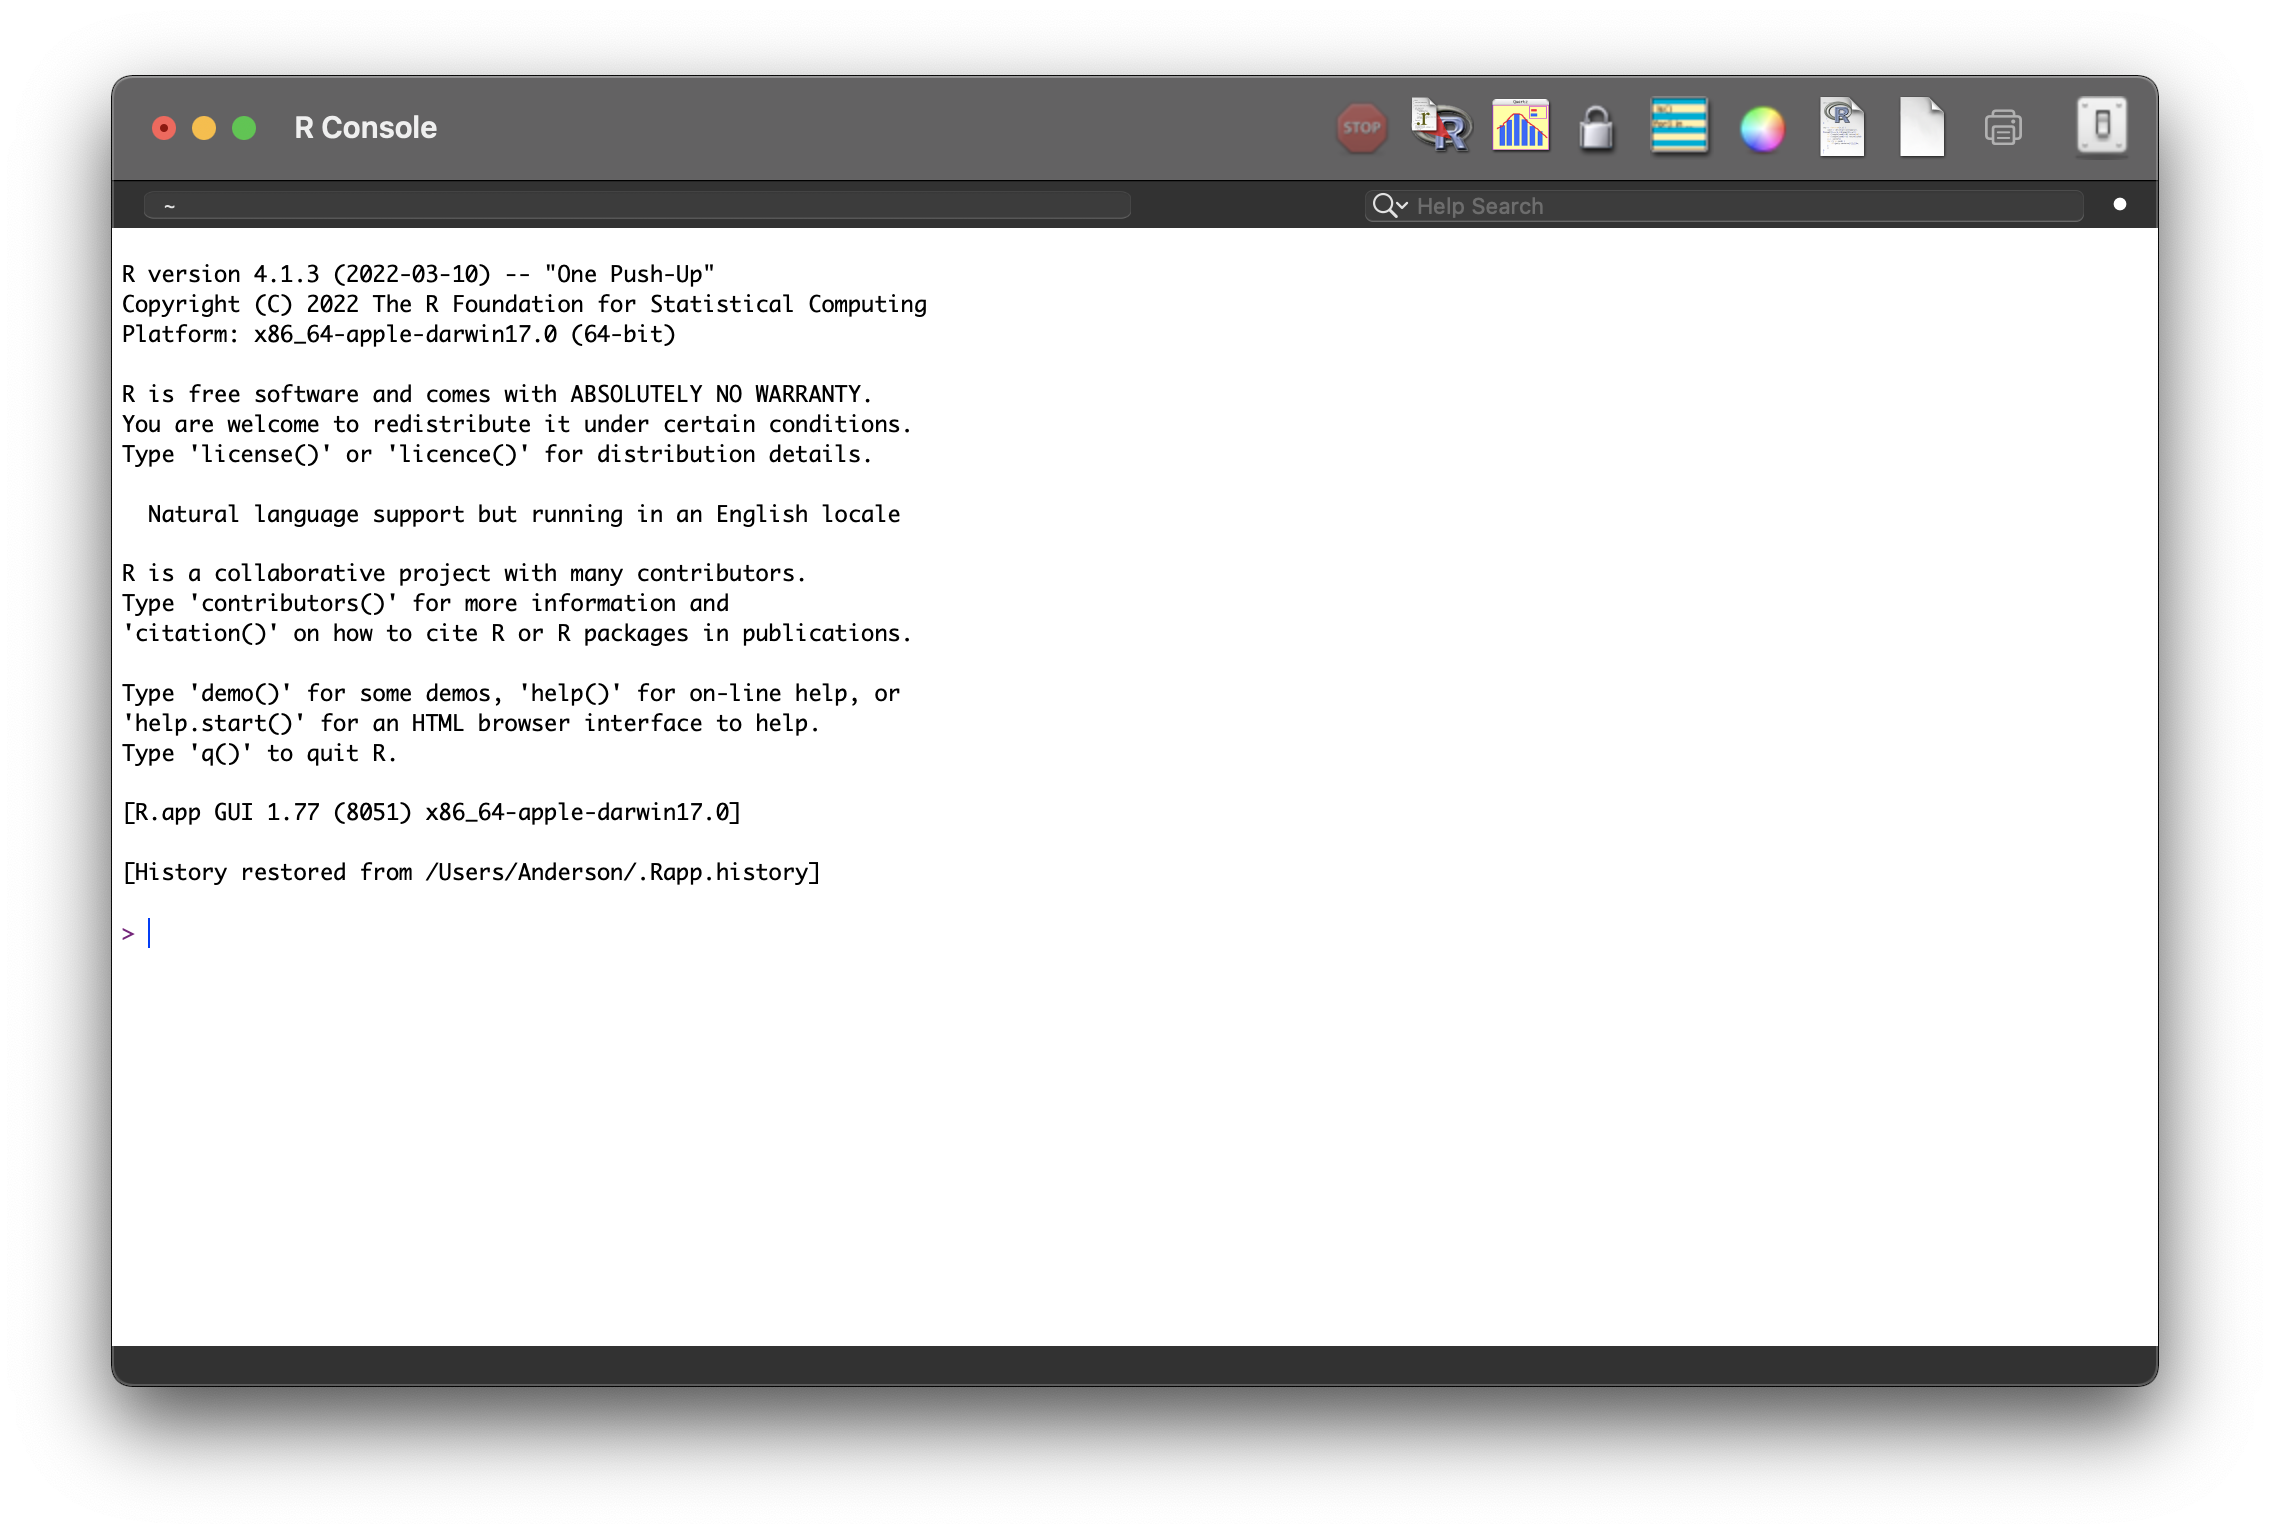 R Console
STOP
~
Help Search
R version 4.1.3 (2022-03-10) -- "One Push-Up"
Copyright (C) 2022 The R Foundation for Statistical Computing
Platform: x86_64-apple-darwin17.0 (64-bit)
R is free software and comes with ABSOLUTELY NO WARRANTY.
You are welcome to redistribute it under certain conditions.
Type 'license()' or 'licence()' for distribution details.
Natural language support but running in an English locale
R is a collaborative project with many contributors.
Type 'contributors()' for more information and
'citation()' on how to cite R or R packages in publications.
Type 'demo()' for some demos, 'help()' for on-line help, or
'help.start()' for an HTML browser interface to help.
Type 'q()' to quit R.
[R.app GUI 1.77 (8051) x86_64-apple-darwin17.0]
[History restored from /Users/Anderson/.Rapp.history]
>